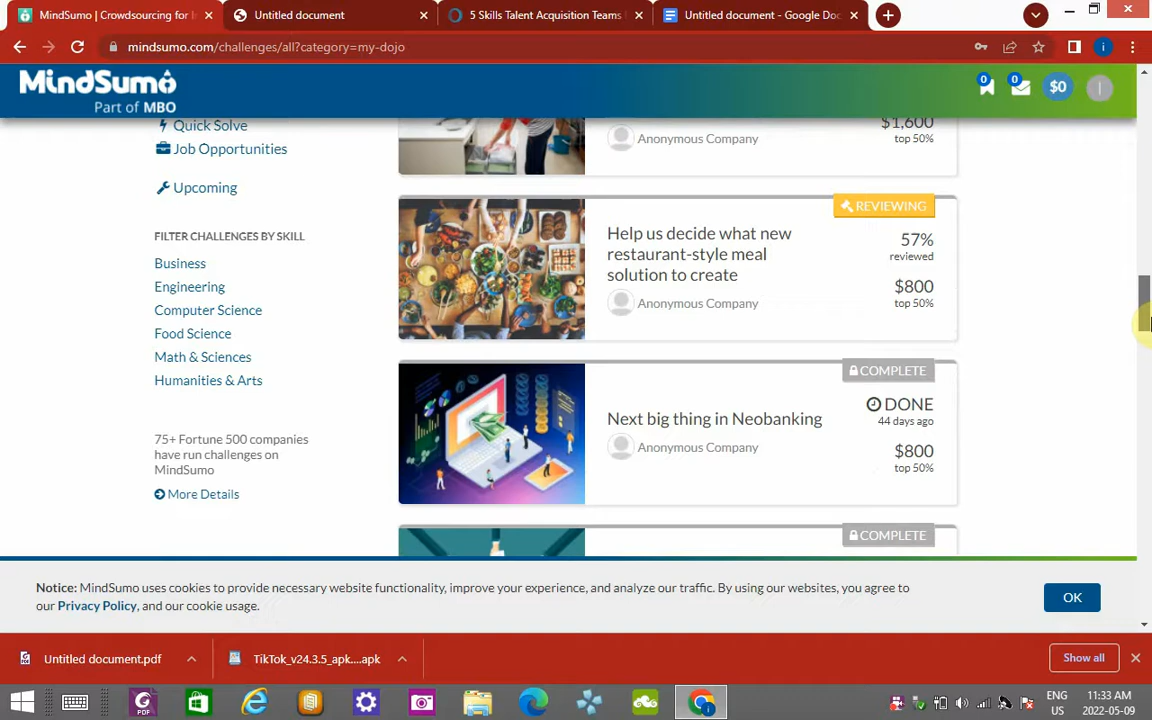 MindSumo | Crowdsourcing for I
Untitled document
5 Skills Talent Acquisition Teams
Untitled document - Google Doc
mindsumo.com/challenges/all?category=my-dojo
MindSumo
Part of MBO
0
0
$0
I
Quick Solve
Job Opportunities
Upcoming
FILTER CHALLENGES BY SKILL
Business
Engineering
Computer Science
Food Science
Math & Sciences
Humanities & Arts
75+ Fortune 500 companies
have run challenges on
MindSumo
More Details
$1,600
Anonymous Company
top 50%
REVIEWING
Help us decide what new
restaurant-style meal
solution to create
Anonymous Company
57%
reviewed
$800
top 50%
COMPLETE
Next big thing in Neobanking
Anonymous Company
DONE
44 days ago
$800
top 50%
COMPLETE
Notice: MindSumo uses cookies to provide necessary website functionality, improve your experience, and analyze our traffic. By using our websites, you agree to
our Privacy Policy, and our cookie usage.
OK
Untitled document.pdf
TikTok_v24.3.5_apk....apk
Show all
PDF
ENG
US
11:33 AM
2022-05-09